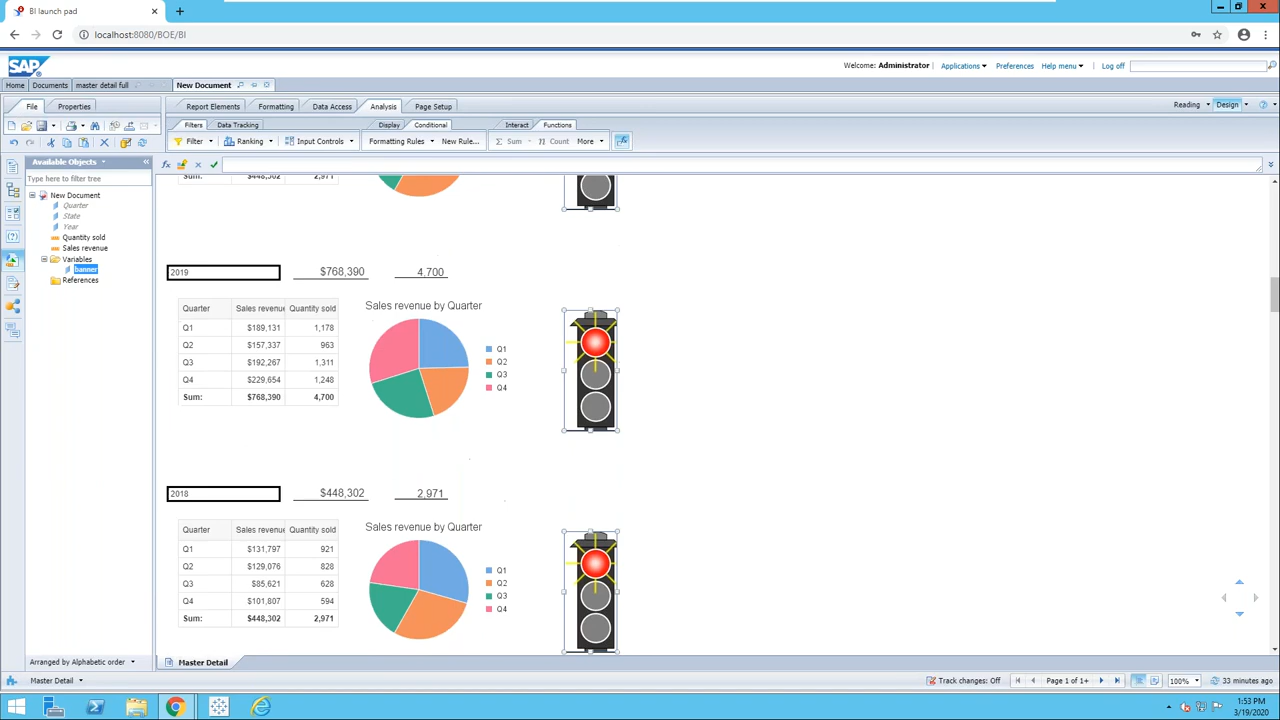 BI launch pad
localhost:8080/BOE/BI
SAP
Welcome: Administrator
Applications
Preferences
Help menu
Log off
Home
Documents
master detail full
New Document
File
Properties
Report Elements
Formatting
Data Access
Analysis
Page Setup
Reading
Design
Filters
Data Tracking
Display
Conditional
Interact
Functions
Filter
Ranking
Input Controls
Formatting Rules
New Rule...
Sum
Count
More
Available Objects
Type here to filter tree
New Document
Quarter
State
Year
Quantity sold
Sales revenue
Variables
banner
References
Sum: $448,302 2,971
2019 $768,390 4,700
Quarter Sales revenue Quantity sold
Q1 $189,131 1,178
Q2 $157,337 963
Q3 $192,267 1,311
Q4 $229,654 1,248
Sum: $768,390 4,700
Sales revenue by Quarter
Q1
Q2
Q3
Q4
2018 $448,302 2,971
Quarter Sales revenue Quantity sold
Q1 $131,797 921
Q2 $129,076 828
Q3 $85,621 628
Q4 $101,807 594
Sum: $448,302 2,971
Sales revenue by Quarter
Q1
Q2
Q3
Q4
Arranged by Alphabetic order
Master Detail
Master Detail
Track changes: Off
Page 1 of 1+
100%
33 minutes ago
1:53 PM
3/19/2020